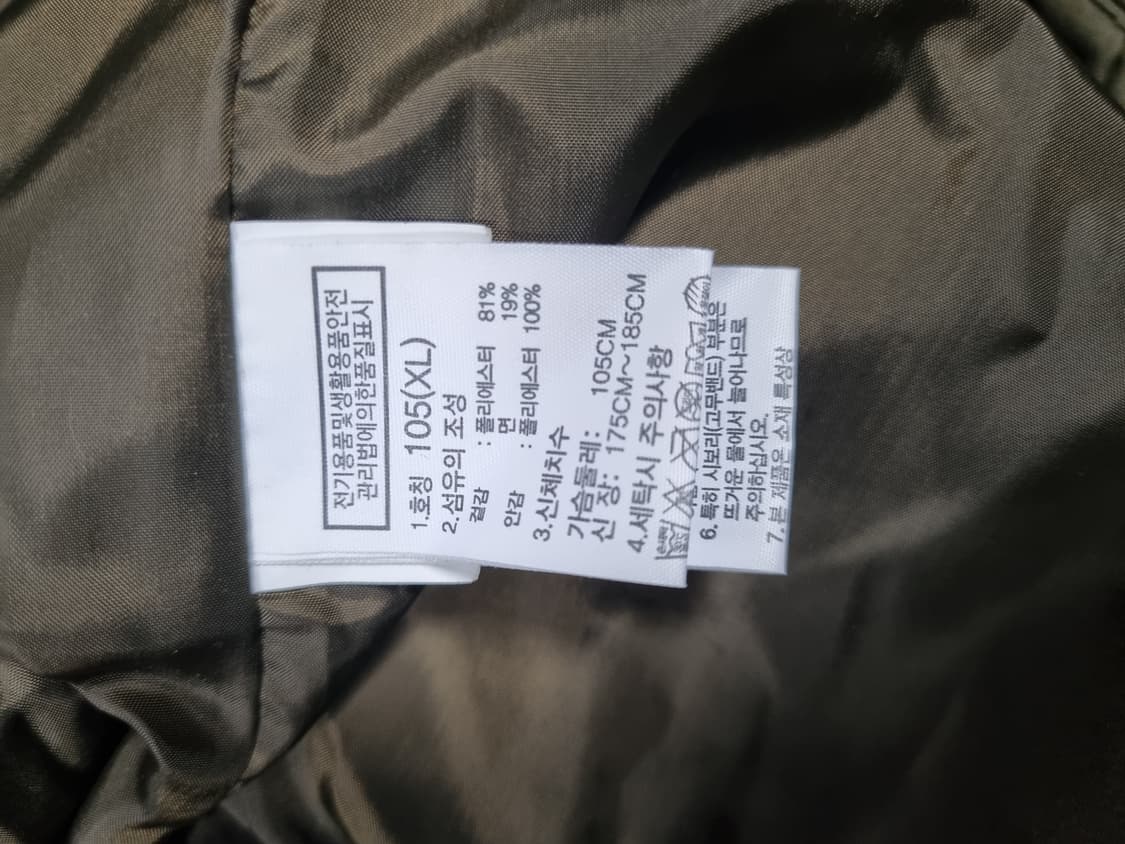 전기용품및생활용품안전
관리법에의한품질표시
1.호칭 105(XL)
2.섬유의 조성
겉감 : 폴리에스터 81%
면 19%
안감 : 폴리에스터 100%
3.신체치수
가슴둘레: 105CM
신 장: 175CM~185CM
4.세탁시 주의사항
6. 특히 시보리(고무밴드) 부분은
뜨거운 물에서 늘어나므로
주의하십시오.
7.본 제품은 소재 특성상